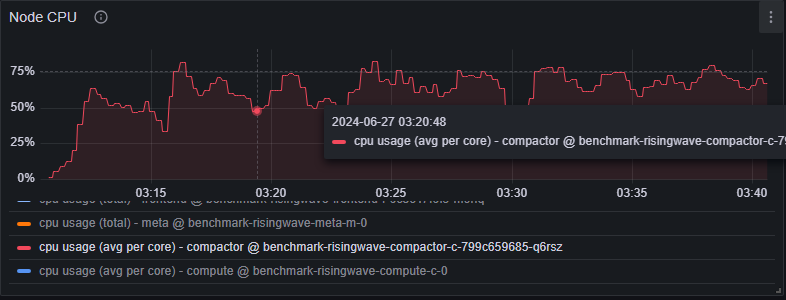 Node CPU
75%
50%
25%
0%
2024-06-27 03:20:48
cpu usage (avg per core) - compactor @ benchmark-risingwave-compactor-c-79
03:15 03:20 03:25 03:30 03:35 03:40
cpu usage (total) - frontend @ benchmark-risingwave-frontend
cpu usage (total) - meta @ benchmark-risingwave-meta-m-0
cpu usage (avg per core) - compactor @ benchmark-risingwave-compactor-c-799c659685-q6rsz
cpu usage (avg per core) - compute @ benchmark-risingwave-compute-c-0